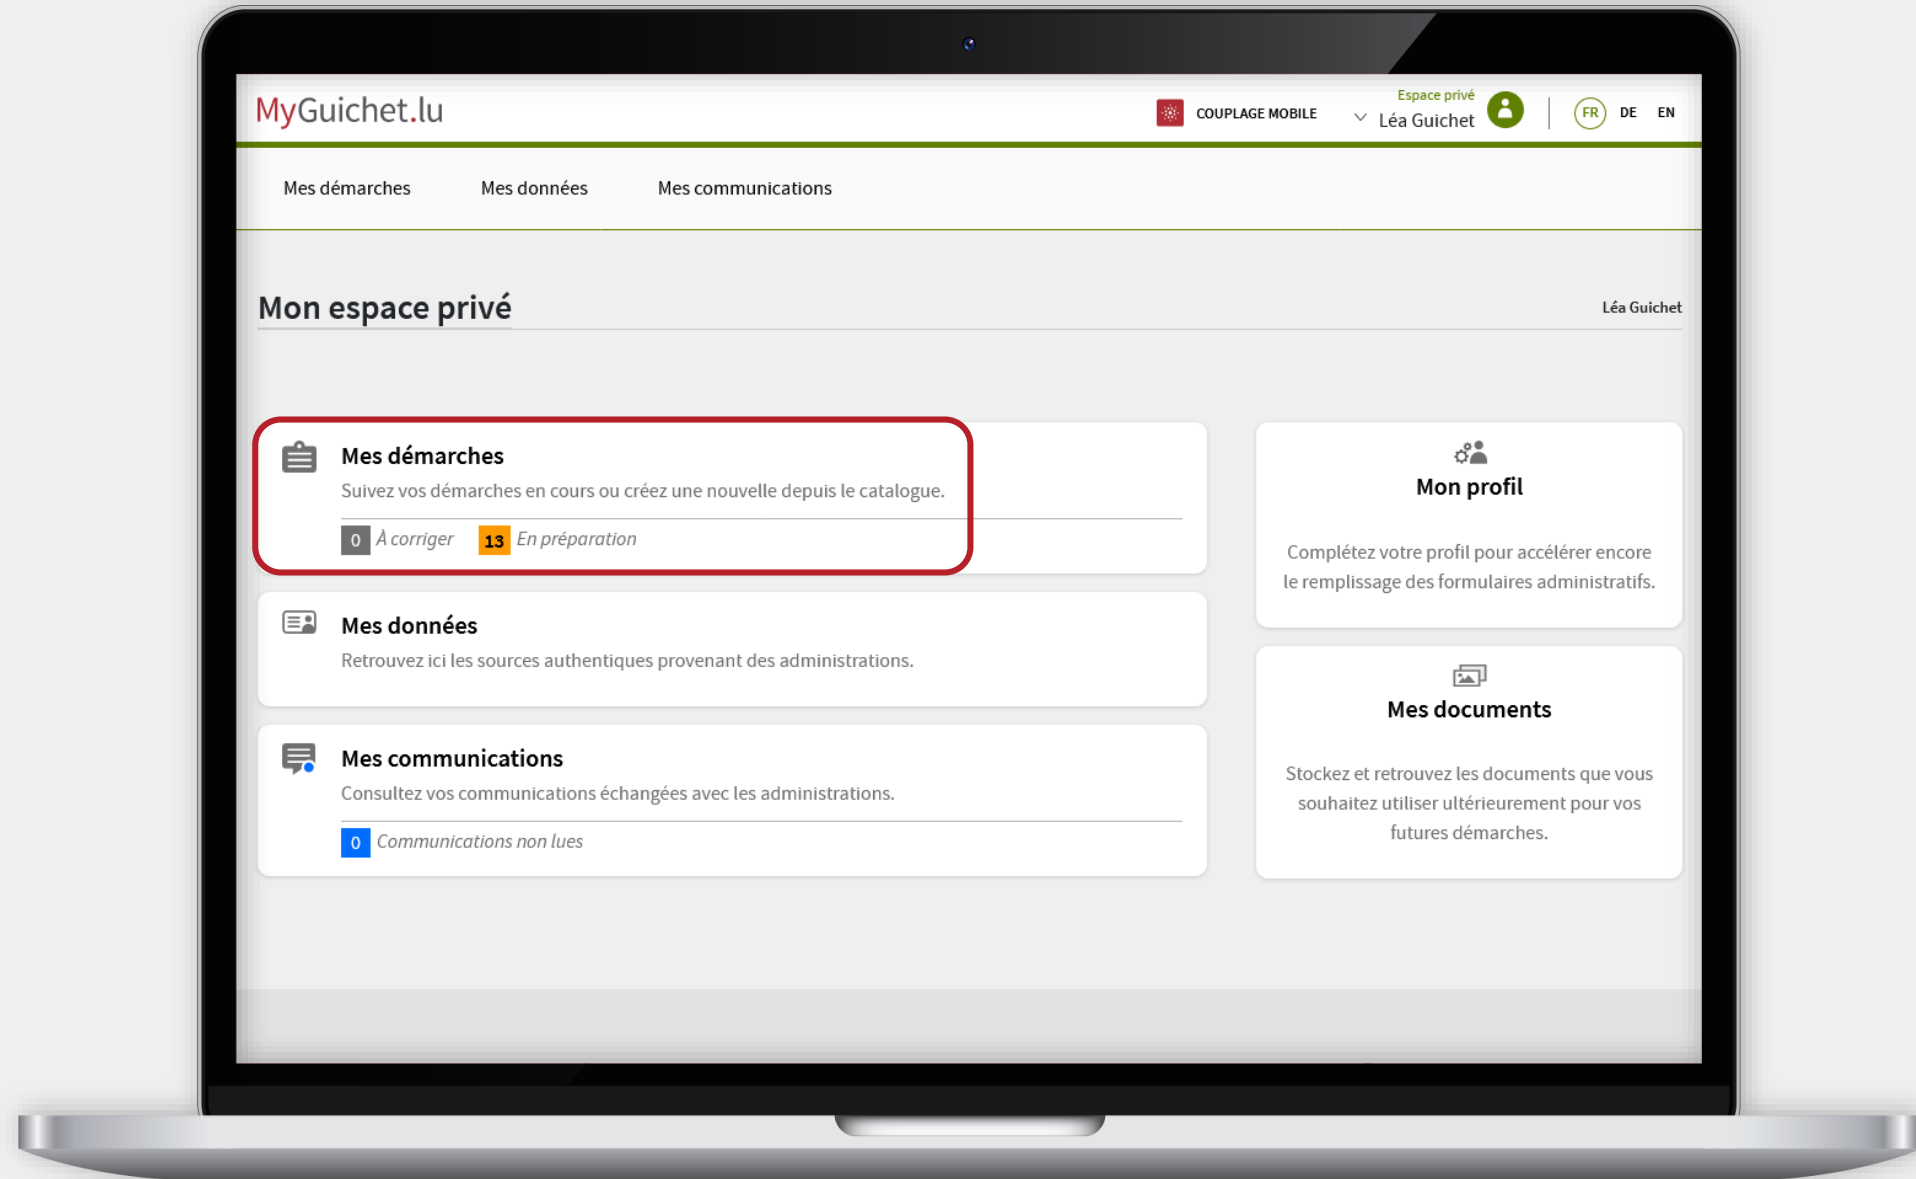 MyGuichet.lu
COUPLAGE MOBILE
Espace privé
Léa Guichet
FR DE EN
Mes démarches Mes données Mes communications
Mon espace privé
Léa Guichet
Mes démarches
Suivez vos démarches en cours ou créez une nouvelle depuis le catalogue.
0 À corriger 13 En préparation
Mes données
Retrouvez ici les sources authentiques provenant des administrations.
Mes communications
Consultez vos communications échangées avec les administrations.
0 Communications non lues
Mon profil
Complétez votre profil pour accélérer encore
le remplissage des formulaires administratifs.
Mes documents
Stockez et retrouvez les documents que vous
souhaitez utiliser ultérieurement pour vos
futures démarches.